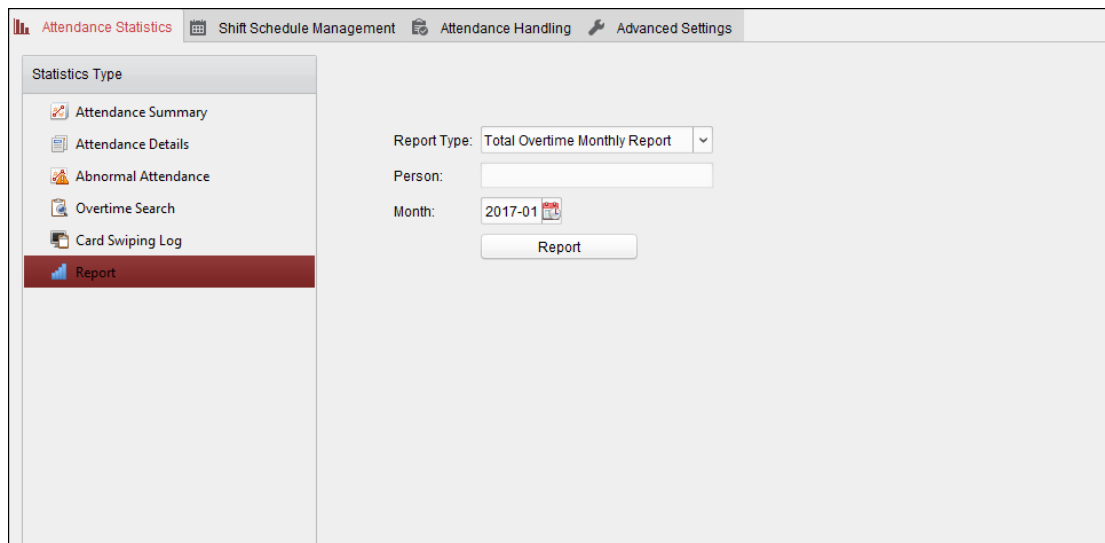 Attendance Statistics Shift Schedule Management Attendance Handling Advanced Settings
Statistics Type
Attendance Summary
Attendance Details
Abnormal Attendance
Overtime Search
Card Swiping Log
Report
Report Type: Total Overtime Monthly Report
Person:
Month: 2017-01
Report